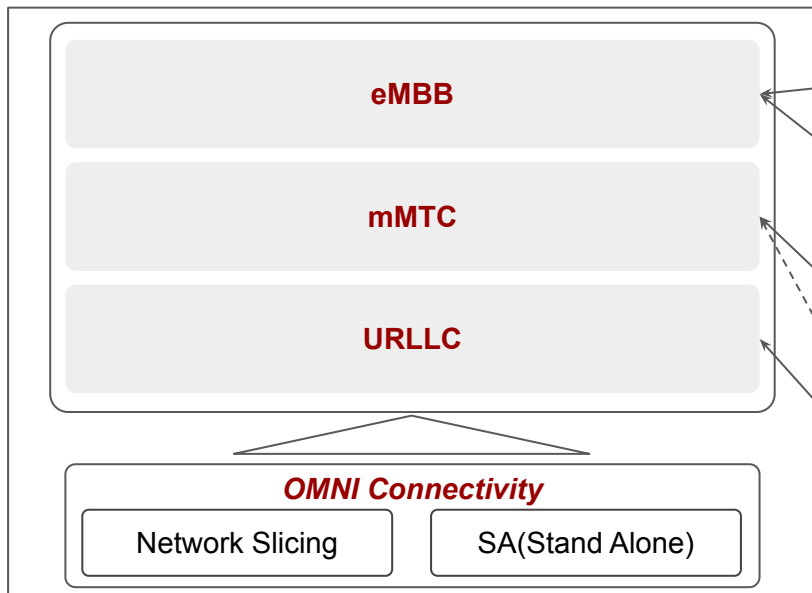 eMBB
mMTC
URLLC
OMNI Connectivity
Network Slicing
SA(Stand Alone)